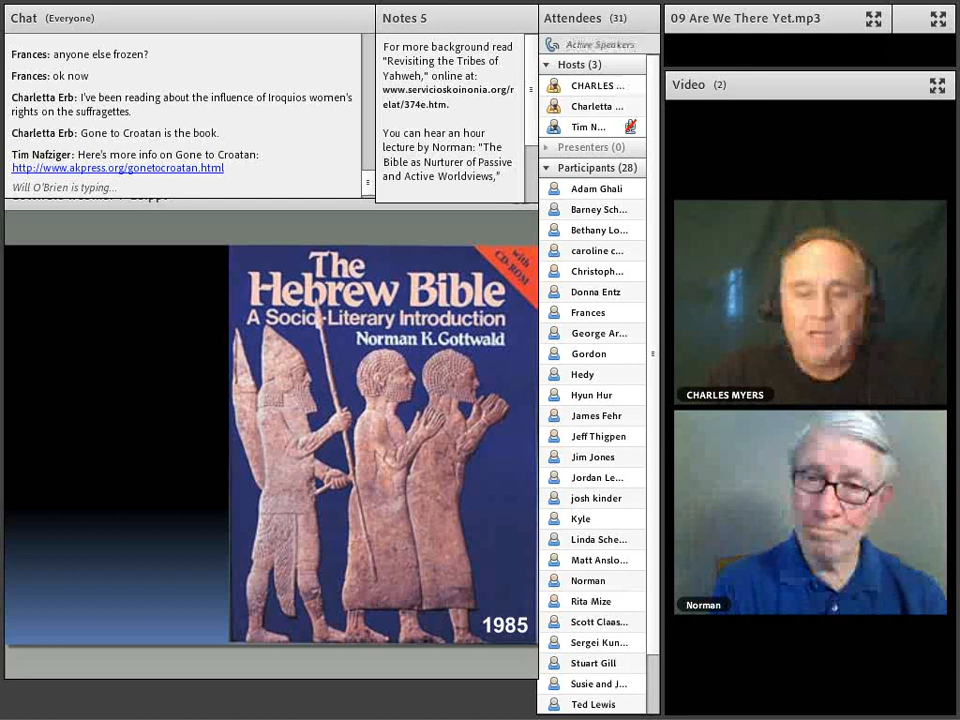 Chat (Everyone)
Frances: anyone else frozen?
Frances: ok now
Charletta Erb: I've been reading about the influence of Iroquios women's
rights on the suffragettes.
Charletta Erb: Gone to Croatan is the book.
Tim Nafziger: Here's more info on Gone to Croatan:
http://www.akpress.org/gonetocroatan.html
Will O'Brien is typing...
Notes 5
For more background read
"Revisiting the Tribes of
Yahweh," online at:
www.servicioskoinonia.org/r
elat/374e.htm.
You can hear an hour
lecture by Norman: "The
Bible as Nurturer of Passive
and Active Worldviews,"
The
Hebrew Bible
A Socio-Literary Introduction
Norman K. Gottwald
with
CD-ROM
1985
Attendees (31)
Active Speakers
Hosts (3)
CHARLES ...
Charletta ...
Tim N...
Presenters (0)
Participants (28)
Adam Ghali
Barney Sch...
Bethany Lo...
caroline c...
Christoph...
Donna Entz
Frances
George Ar...
Gordon
Hedy
Hyun Hur
James Fehr
Jeff Thigpen
Jim Jones
Jordan Le...
josh kinder
Kyle
Linda Sche...
Matt Anslo...
Norman
Rita Mize
Scott Claas...
Sergei Kun...
Stuart Gill
Susie and J...
Ted Lewis
09 Are We There Yet.mp3
Video (2)
CHARLES MYERS
Norman